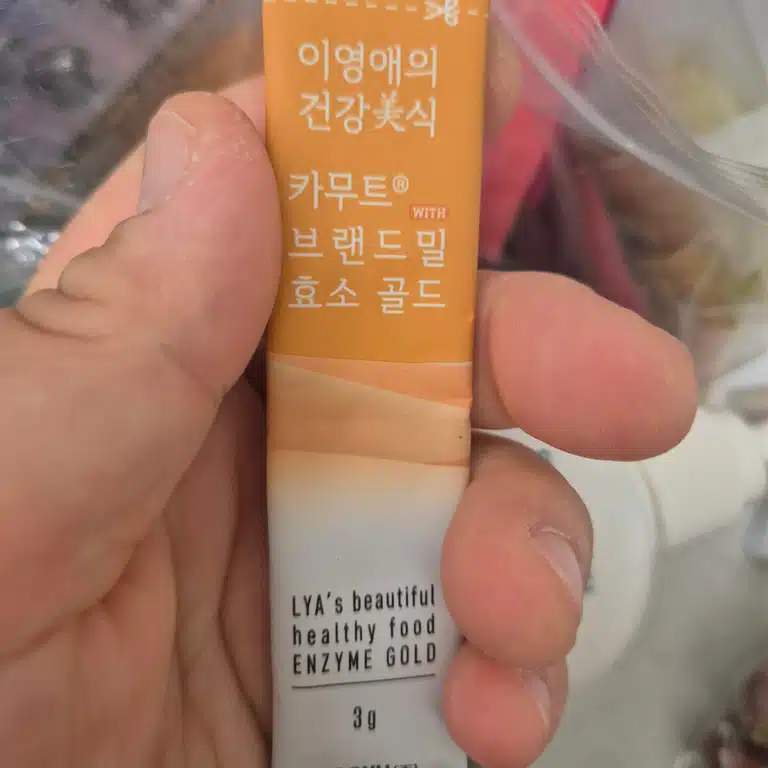 이영애의
건강美식
카무트®
WITH
브랜드밀
효소 골드
LYA's beautiful
healthy food
ENZYME GOLD
3g